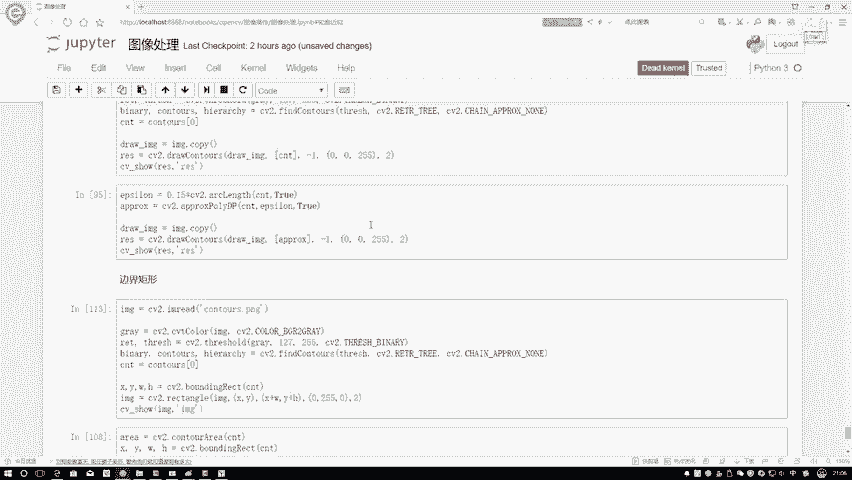 图像处理
http://localhost:8888/notebooks/opencv/图像操作/图像处理.ipynb#轮廓近似
jupyter 图像处理 Last Checkpoint: 2 hours ago (unsaved changes)
Logout
File Edit View Insert Cell Kernel Widgets Help
Dead kernel Trusted Python 3
Code
binary, contours, hierarchy = cv2.findContours(thresh, cv2.RETR_TREE, cv2.CHAIN_APPROX_NONE)
cnt = contours[0]
draw_img = img.copy()
res = cv2.drawContours(draw_img, [cnt], -1, (0, 0, 255), 2)
cv_show(res,'res')
In [95]: epsilon = 0.15*cv2.arcLength(cnt,True)
approx = cv2.approxPolyDP(cnt,epsilon,True)
draw_img = img.copy()
res = cv2.drawContours(draw_img, [approx], -1, (0, 0, 255), 2)
cv_show(res,'res')
边界矩形
In [113]: img = cv2.imread('contours.png')
gray = cv2.cvtColor(img, cv2.COLOR_BGR2GRAY)
ret, thresh = cv2.threshold(gray, 127, 255, cv2.THRESH_BINARY)
binary, contours, hierarchy = cv2.findContours(thresh, cv2.RETR_TREE, cv2.CHAIN_APPROX_NONE)
cnt = contours[0]
x,y,w,h = cv2.boundingRect(cnt)
img = cv2.rectangle(img,(x,y),(x+w,y+h),(0,255,0),2)
cv_show(img,'img')
In [108]: area = cv2.contourArea(cnt)
x, y, w, h = cv2.boundingRect(cnt)
21:06